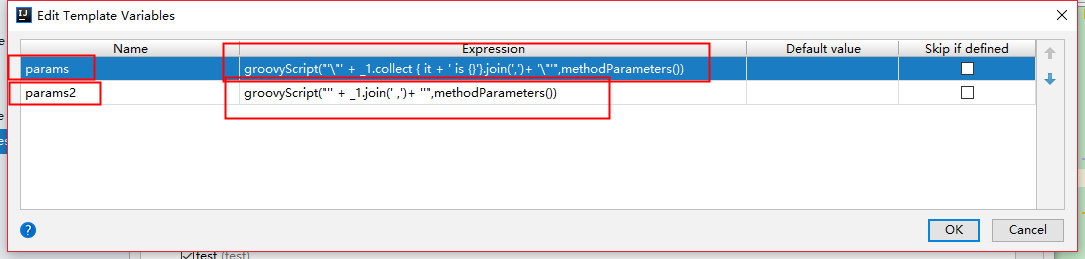 IJ Edit Template Variables
Name Expression Default value Skip if defined
params groovyScript("'\"' + _1.collect { it + ' is {}'}.join(',')+ '\"'",methodParameters())
params2 groovyScript("'' + _1.join(' ,')+ ''",methodParameters())
? OK Cancel
test (test)